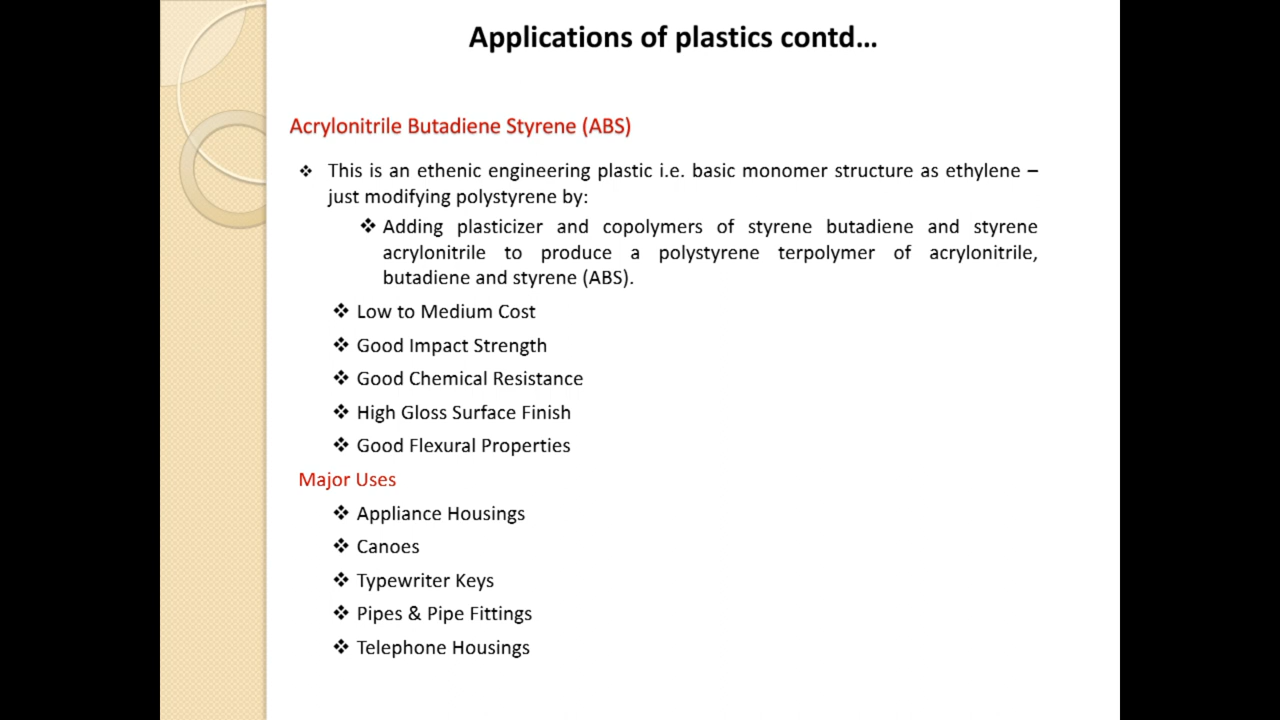 Applications of plastics contd...
Acrylonitrile Butadiene Styrene (ABS)
❖ This is an ethenic engineering plastic i.e. basic monomer structure as ethylene –
just modifying polystyrene by:
❖ Adding plasticizer and copolymers of styrene butadiene and styrene
acrylonitrile to produce a polystyrene terpolymer of acrylonitrile,
butadiene and styrene (ABS).
❖ Low to Medium Cost
❖ Good Impact Strength
❖ Good Chemical Resistance
❖ High Gloss Surface Finish
❖ Good Flexural Properties
Major Uses
❖ Appliance Housings
❖ Canoes
❖ Typewriter Keys
❖ Pipes & Pipe Fittings
❖ Telephone Housings